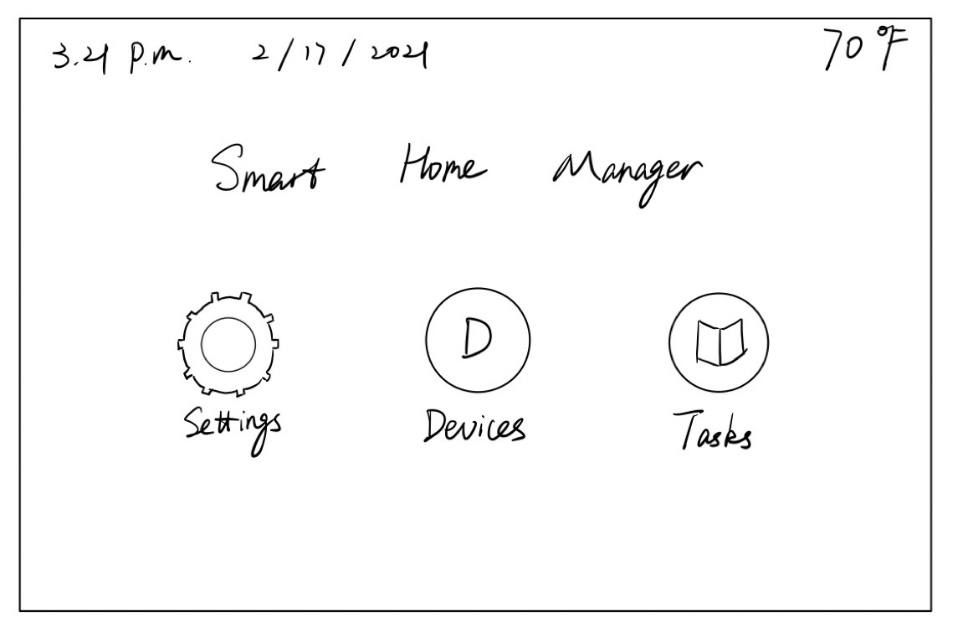 3.21 p.m. 2/17/2021 70°F
Smart Home Manager
D
Settings Devices Tasks